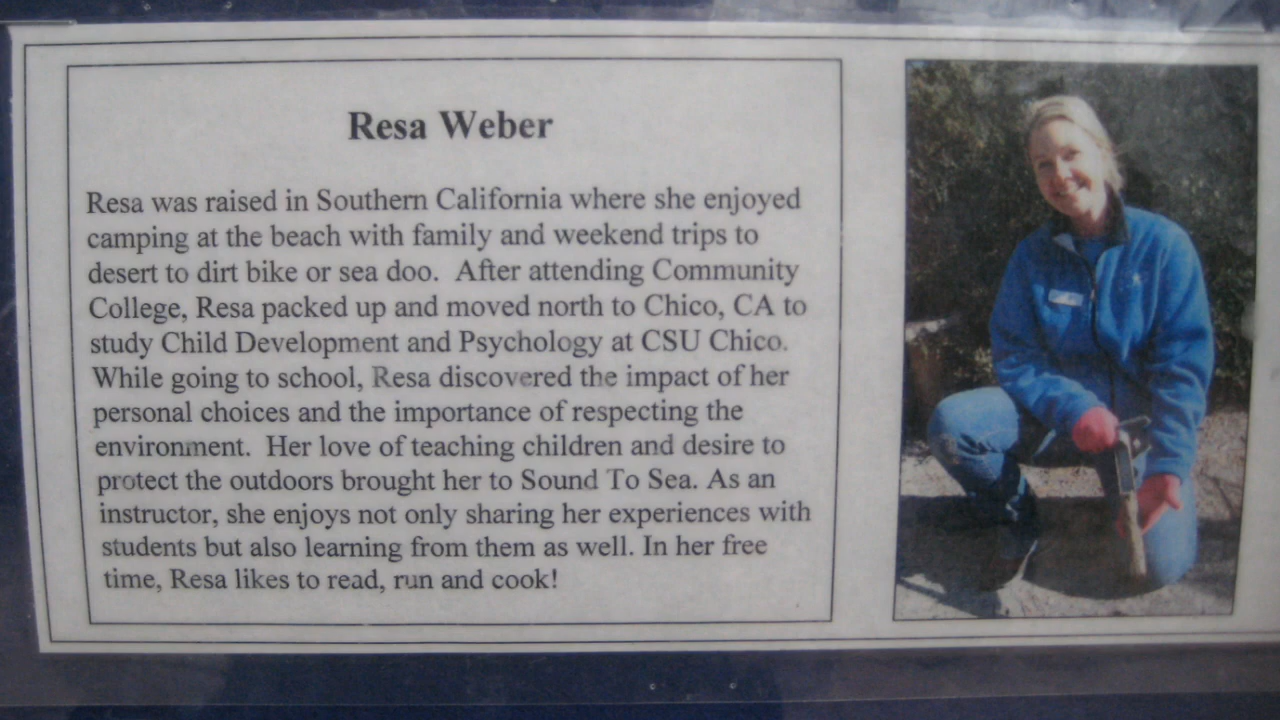 Resa Weber
Resa was raised in Southern California where she enjoyed
camping at the beach with family and weekend trips to
desert to dirt bike or sea doo.  After attending Community
College, Resa packed up and moved north to Chico, CA to
study Child Development and Psychology at CSU Chico.
While going to school, Resa discovered the impact of her
personal choices and the importance of respecting the
environment.  Her love of teaching children and desire to
protect the outdoors brought her to Sound To Sea. As an
instructor, she enjoys not only sharing her experiences with
students but also learning from them as well. In her free
time, Resa likes to read, run and cook!